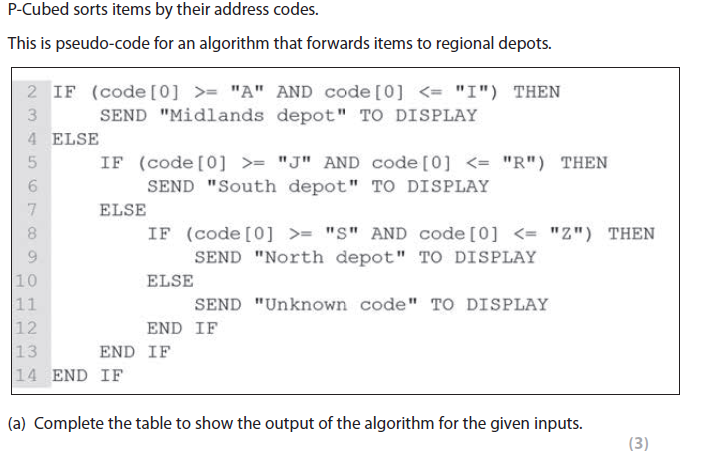 P-Cubed sorts items by their address codes.
This is pseudo-code for an algorithm that forwards items to regional depots.
2 IF (code[0] >= "A" AND code[0] <= "I") THEN
3 SEND "Midlands depot" TO DISPLAY
4 ELSE
5 IF (code[0] >= "J" AND code[0] <= "R") THEN
6 SEND "South depot" TO DISPLAY
7 ELSE
8 IF (code[0] >= "S" AND code[0] <= "Z") THEN
9 SEND "North depot" TO DISPLAY
10 ELSE
11 SEND "Unknown code" TO DISPLAY
12 END IF
13 END IF
14 END IF
(a) Complete the table to show the output of the algorithm for the given inputs.
(3)